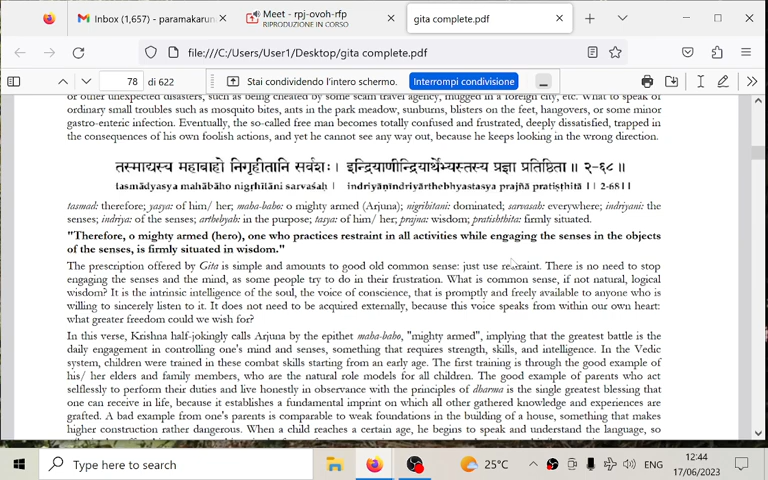 Inbox (1,657) - paramakarun
Meet - rpj-ovoh-rfp
RIPRODUZIONE IN CORSO
gita complete.pdf
file:///C:/Users/User1/Desktop/gita complete.pdf
78 di 622
Stai condividendo l'intero schermo.
Interrompi condivisione
or other unexpected disasters, such as being cheated by some scam travel agency, mugged in a foreign city, etc. What to speak of
ordinary small troubles such as mosquito bites, ants in the park meadow, sunburns, blisters on the feet, hangovers, or some minor
gastro-enteric infection. Eventually, the so-called free man becomes totally confused and frustrated, deeply dissatisfied, trapped in
the consequences of his own foolish actions, and yet he cannot see any way out, because he keeps looking in the wrong direction.
तस्माद्यस्य महाबाहो निगृहीतानि सर्वशः। इन्द्रियाणीन्द्रियार्थेभ्यस्तस्य प्रज्ञा प्रतिष्ठिता॥ २-६८॥
tasmādyasya mahābāho nigṛhītāni sarvaśaḥ | indriyāṇīndriyārthebhyastasya prajñā pratiṣṭhitā || 2-68||
tasmad: therefore; yasya: of him/ her; maha-baho: o mighty armed (Arjuna); nigrihitani: dominated; sarvasah: everywhere; indriyani: the
senses; indriya: of the senses; arthebyah: in the purpose; tasya: of him/ her; prajna: wisdom; pratishthita: firmly situated.
"Therefore, o mighty armed (hero), one who practices restraint in all activities while engaging the senses in the objects
of the senses, is firmly situated in wisdom."
The prescription offered by Gita is simple and amounts to good old common sense: just use restraint. There is no need to stop
engaging the senses and the mind, as some people try to do in their frustration. What is common sense, if not natural, logical
wisdom? It is the intrinsic intelligence of the soul, the voice of conscience, that is promptly and freely available to anyone who is
willing to sincerely listen to it. It does not need to be acquired externally, because this voice speaks from within our own heart:
what greater freedom could we wish for?
In this verse, Krishna half-jokingly calls Arjuna by the epithet maha-baho, "mighty armed", implying that the greatest battle is the
daily engagement in controlling one's mind and senses, something that requires strength, skills, and intelligence. In the Vedic
system, children were trained in these combat skills starting from an early age. The first training is through the good example of
his/ her elders and family members, who are the natural role models for all children. The good example of parents who act
selflessly to perform their duties and live honestly in observance with the principles of dharma is the single greatest blessing that
one can receive in life, because it establishes a fundamental imprint on which all other gathered knowledge and experiences are
grafted. A bad example from one's parents is comparable to weak foundations in the building of a house, something that makes
higher construction rather dangerous. When a child reaches a certain age, he begins to speak and understand the language, so
Type here to search
25°C
ENG
12:44
17/06/2023